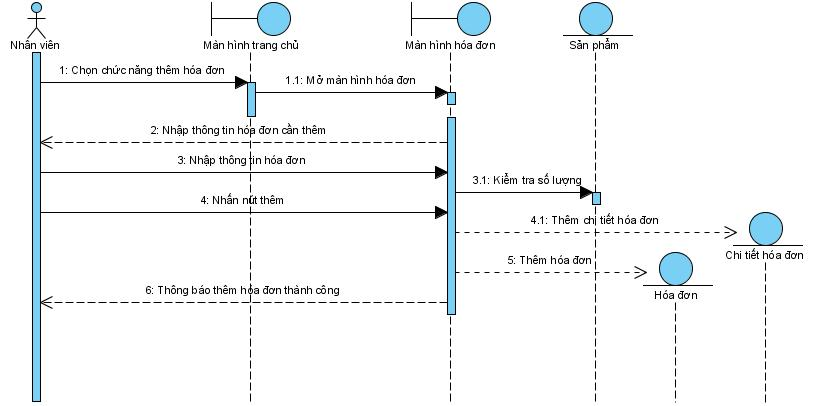 Nhân viên
Màn hình trang chủ
Màn hình hóa đơn
Sản phẩm
1: Chọn chức năng thêm hóa đơn
1.1: Mở màn hình hóa đơn
2: Nhập thông tin hóa đơn cần thêm
3: Nhập thông tin hóa đơn
3.1: Kiểm tra số lượng
4: Nhấn nút thêm
4.1: Thêm chi tiết hóa đơn
Chi tiết hóa đơn
5: Thêm hóa đơn
6: Thông báo thêm hóa đơn thành công
Hóa đơn